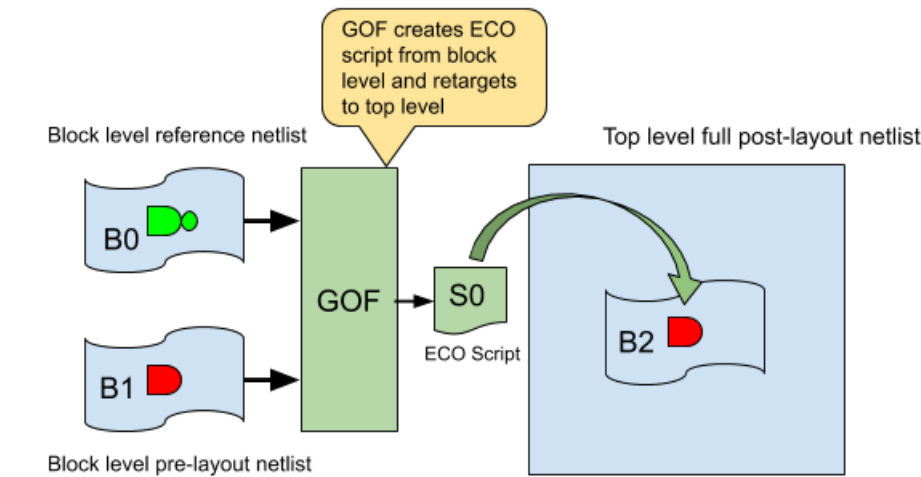 GOF creates ECO
script from block
level and retargets
to top level
Block level reference netlist
Top level full post-layout netlist
B0
GOF
S0
ECO Script
B2
B1
Block level pre-layout netlist